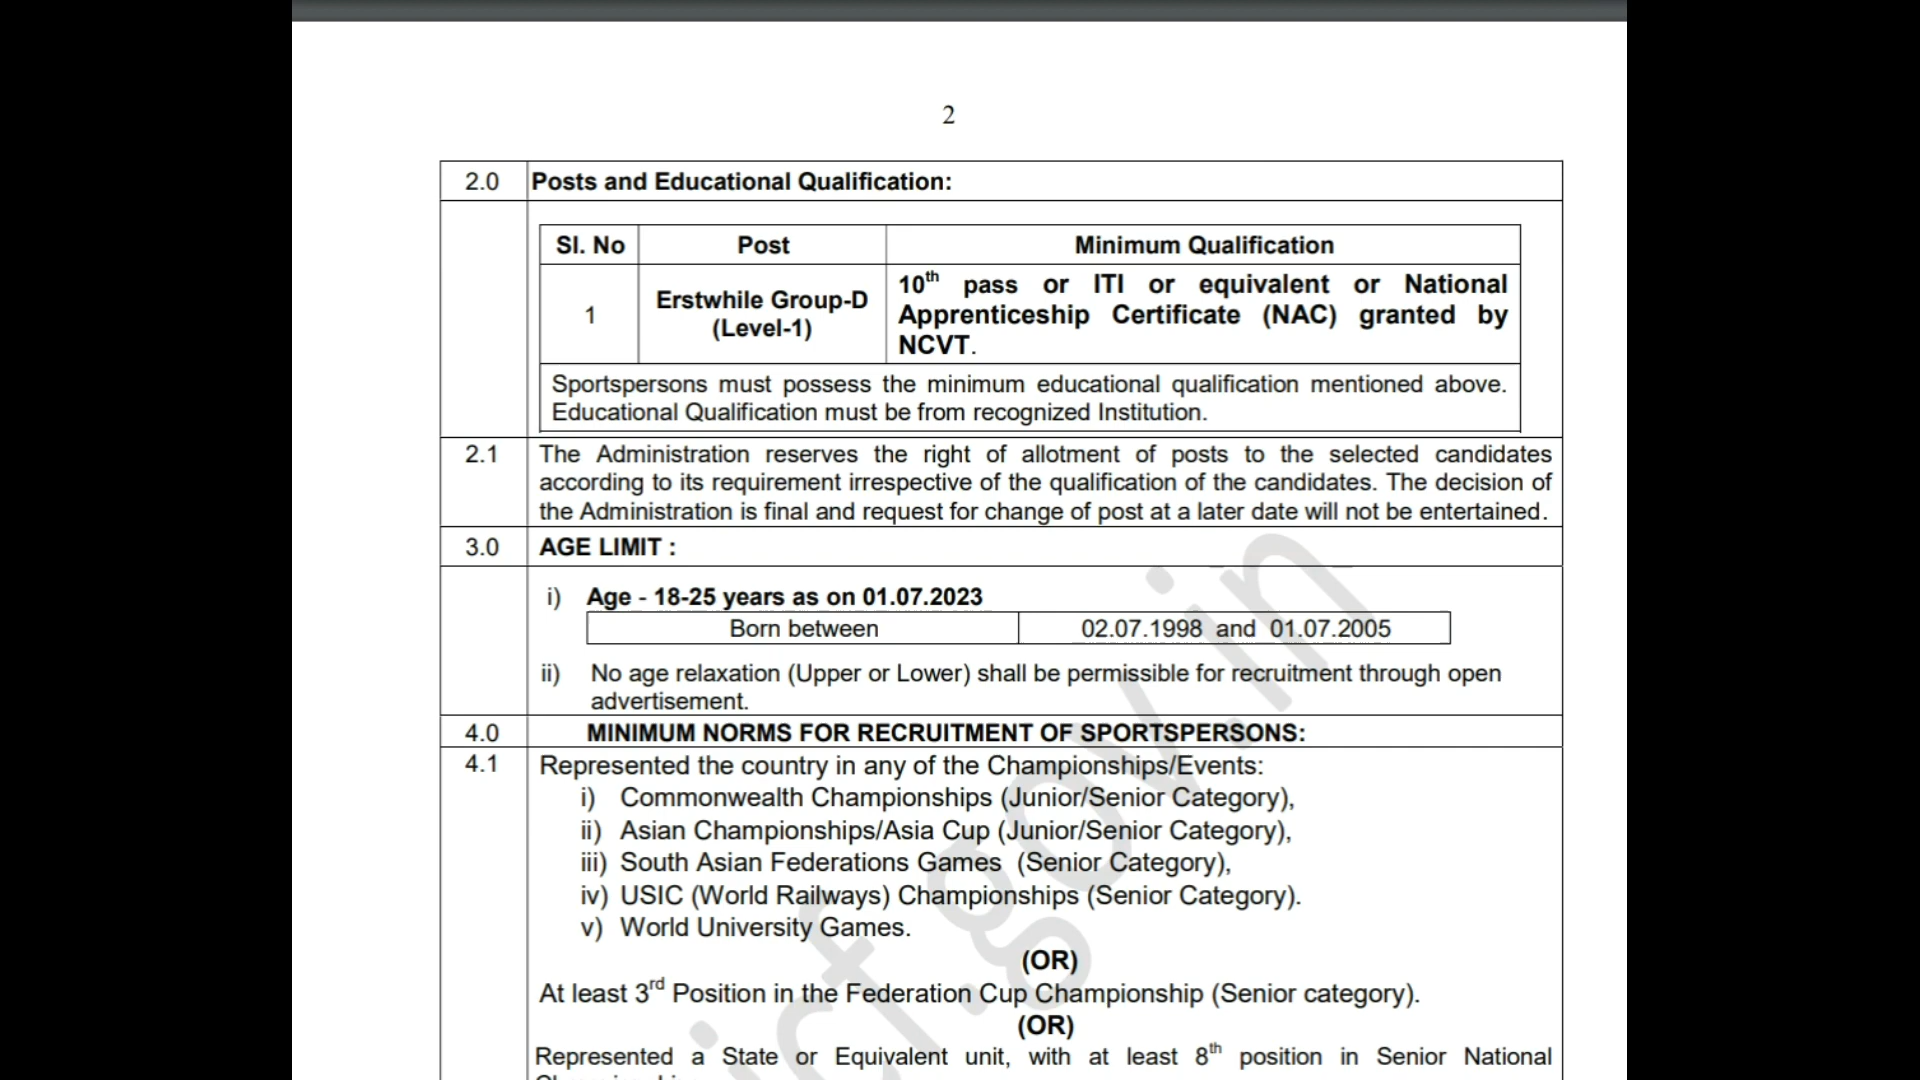 2
2.0 Posts and Educational Qualification:
Sl. No Post Minimum Qualification
1 Erstwhile Group-D (Level-1) 10th pass or ITI or equivalent or National
Apprenticeship Certificate (NAC) granted by
NCVT.
Sportspersons must possess the minimum educational qualification mentioned above.
Educational Qualification must be from recognized Institution.
2.1 The Administration reserves the right of allotment of posts to the selected candidates
according to its requirement irrespective of the qualification of the candidates. The decision of
the Administration is final and request for change of post at a later date will not be entertained.
3.0 AGE LIMIT :
i) Age - 18-25 years as on 01.07.2023
Born between 02.07.1998 and 01.07.2005
ii) No age relaxation (Upper or Lower) shall be permissible for recruitment through open
advertisement.
4.0 MINIMUM NORMS FOR RECRUITMENT OF SPORTSPERSONS:
4.1 Represented the country in any of the Championships/Events:
i) Commonwealth Championships (Junior/Senior Category),
ii) Asian Championships/Asia Cup (Junior/Senior Category),
iii) South Asian Federations Games (Senior Category),
iv) USIC (World Railways) Championships (Senior Category).
v) World University Games.
(OR)
At least 3rd Position in the Federation Cup Championship (Senior category).
(OR)
Represented a State or Equivalent unit, with at least 8th position in Senior National
icf.gov.in